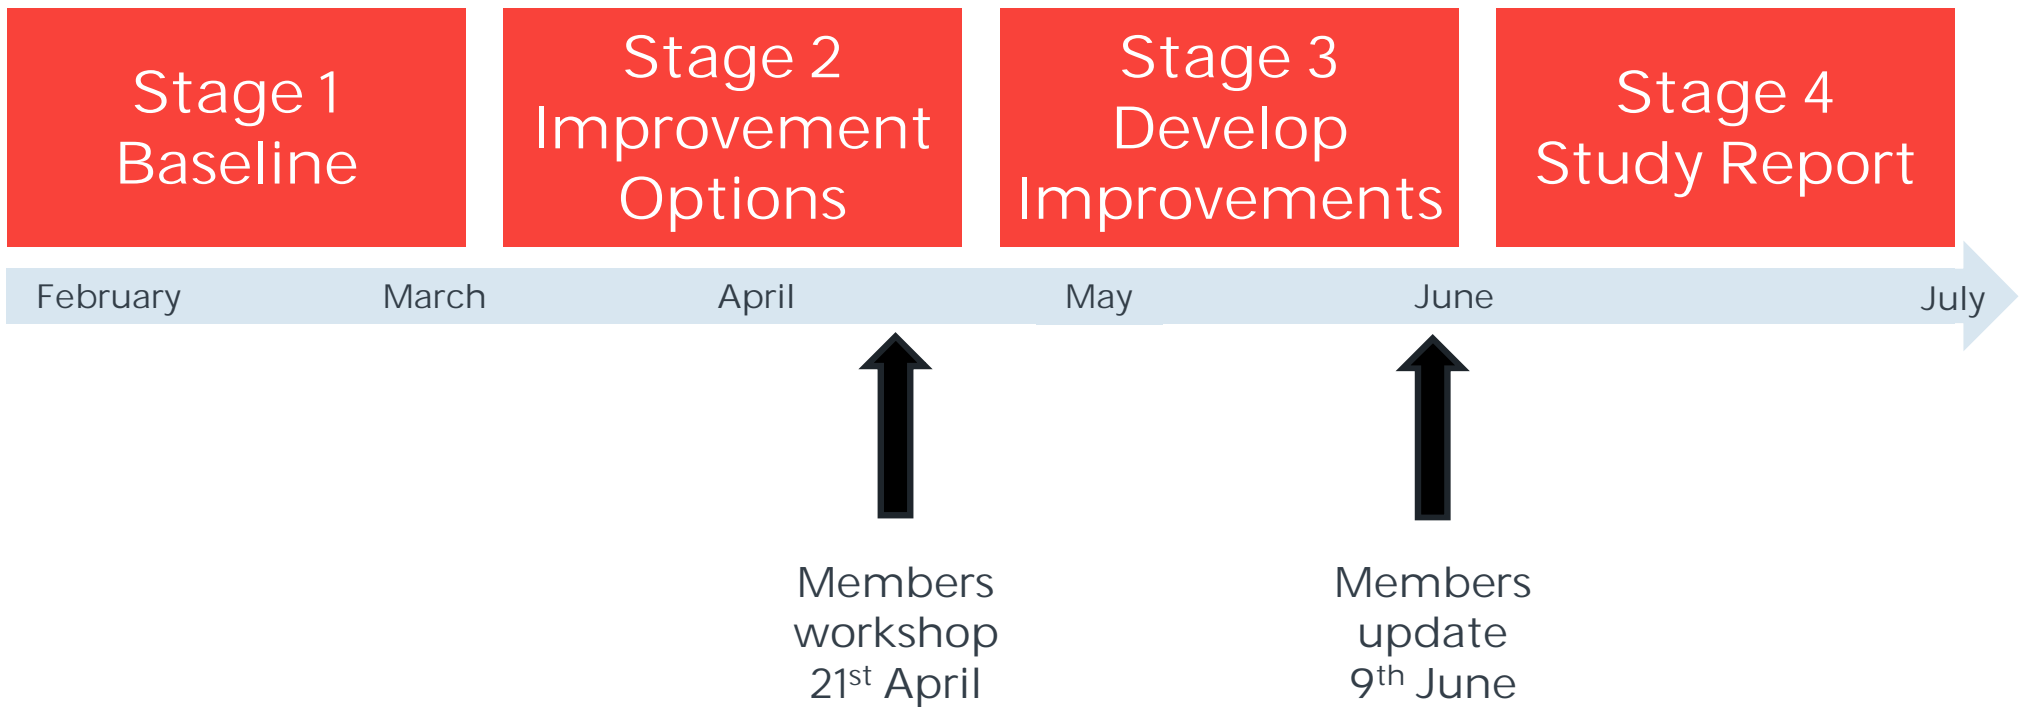 Stage 1
Baseline
Stage 2
Improvement
Options
Stage 3
Develop
Improvements
Stage 4
Study Report
February
March
April
May
June
July
Members
workshop
21st April
Members
update
9th June